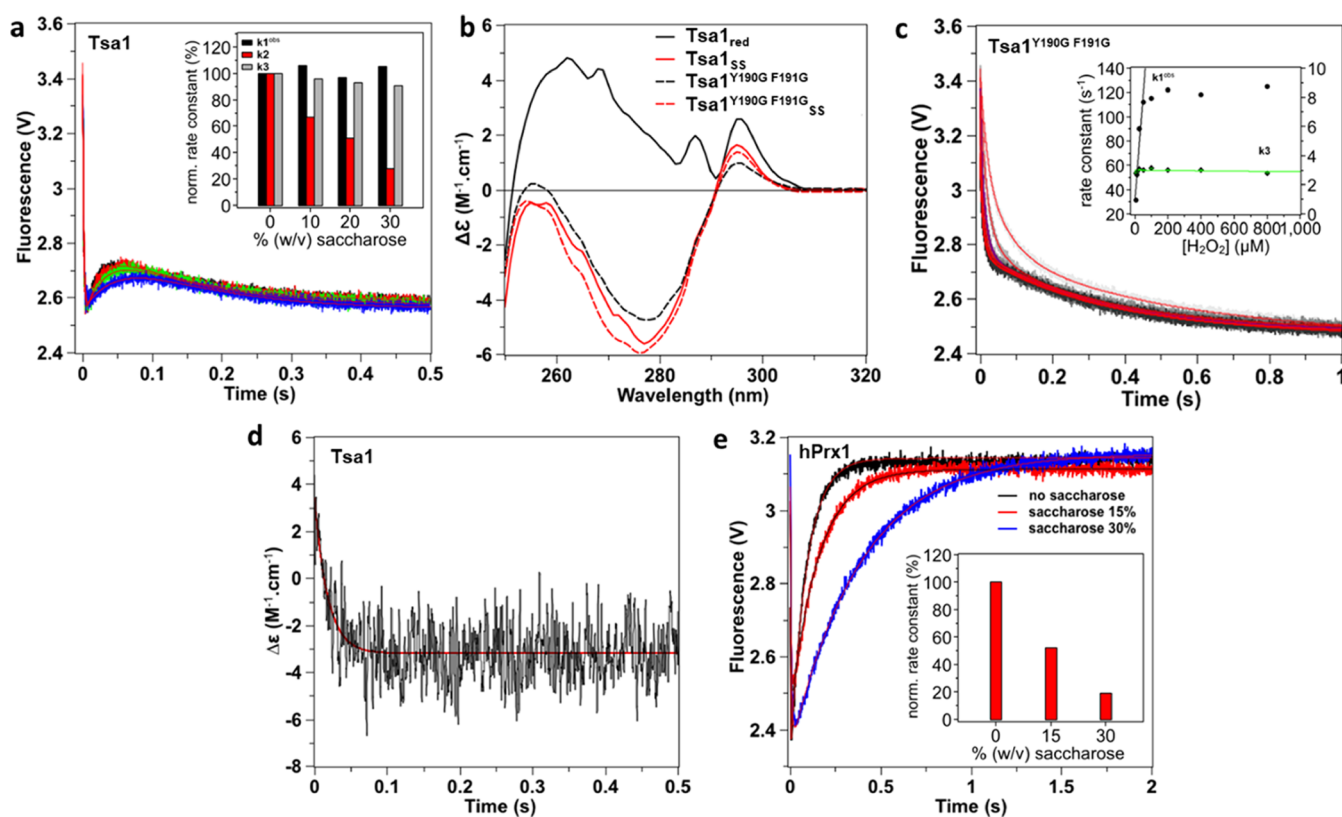 a
Tsa1
Fluorescence (V)
3.6
3.4
3.2
3
2.8
2.6
2.4
0
0.1
0.2
0.3
0.4
0.5
Time (s)
norm. rate constant (%)
140
120
100
80
60
40
20
0
k1obs
k2
k3
0
10
20
30
% (w/v) saccharose
b
Δε (M-1.cm-1)
6
4
2
0
-2
-4
-6
260
280
300
320
Wavelength (nm)
Tsa1red
Tsa1SS
Tsa1Y190G F191G
Tsa1Y190G F191GSS
c
Tsa1Y190G F191G
Fluorescence (V)
3.6
3.4
3.2
3
2.8
2.6
2.4
0
0.2
0.4
0.6
0.8
1
Time (s)
rate constant (s-1)
140
120
100
80
60
40
20
k1obs
k3
10
8
6
4
2
0
0
200
400
600
8001,000
[H2O2] (µM)
d
Tsa1
Δε (M-1.cm-1)
6
4
2
0
-2
-4
-6
-8
0
0.1
0.2
0.3
0.4
0.5
Time (s)
e
hPrx1
Fluorescence (V)
3.2
3
2.8
2.6
2.4
0
0.5
1
1.5
2
Time (s)
no saccharose
saccharose 15%
saccharose 30%
norm. rate constant (%)
120
100
80
60
40
20
0
0
15
30
% (w/v) saccharose